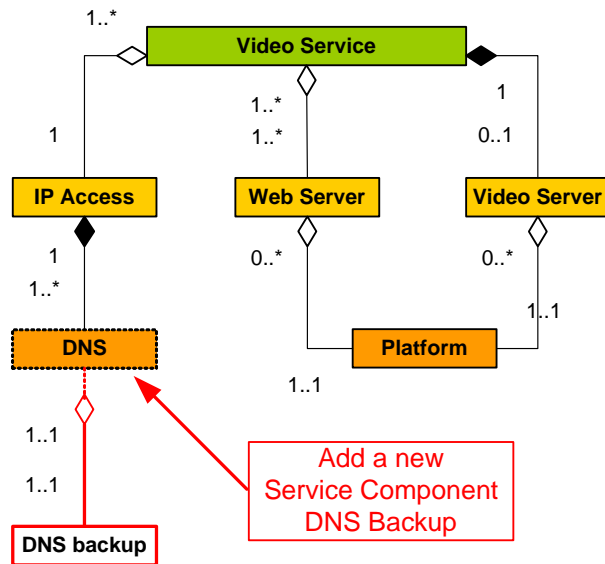 1..*
Video Service
1..*
1
1
1..*
0..1
IP Access
Web Server
Video Server
1
0..*
0..*
1..*
1..1
DNS
Platform
1..1
1..1
1..1
Add a new
Service Component
DNS Backup
DNS backup